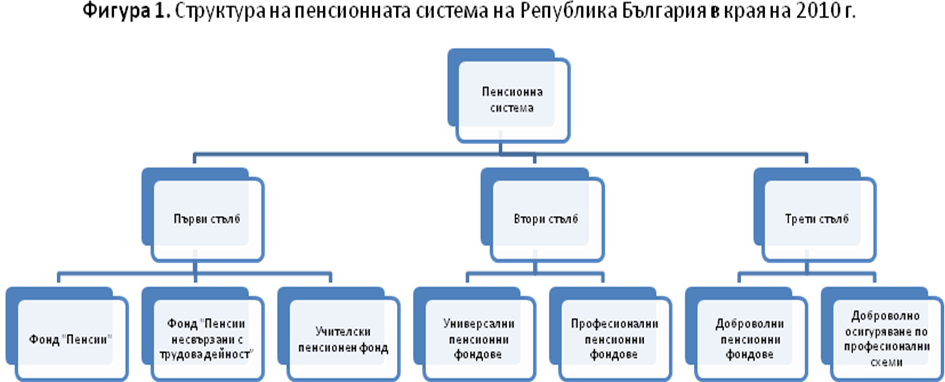 Фигура 1. Структура на пенсионната система на Република България в края на 2010 г.
Пенсионна
система
Първи стълб
Втори стълб
Трети стълб
Фонд "Пенсии"
Фонд "Пенсии
несвързани с
трудова дейност"
Учителски
пенсионен фонд
Универсални
пенсионни
фондове
Професионални
пенсионни
фондове
Доброволни
пенсионни
фондове
Доброволно
осигуряване по
професионални
схеми